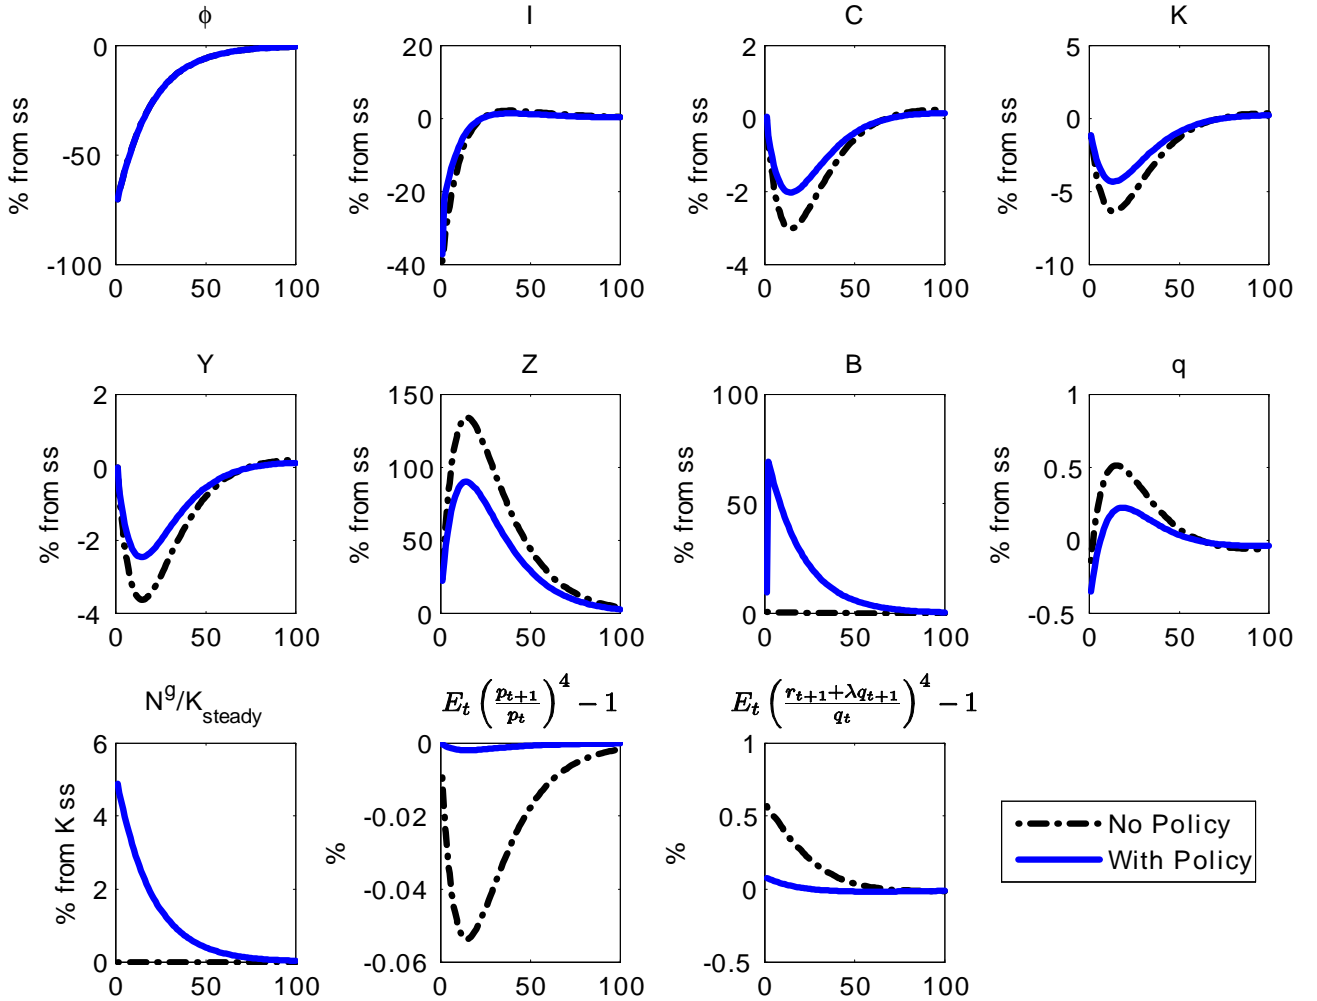 ϕ I C K
0 20 2 5
% from ss % from ss % from ss % from ss
0 0 0
-50 -20 -2 -5
-100 -40 -4 -10
0 50 100 0 50 100 0 50 100 0 50 100
Y Z B q
2 150 100 1
% from ss % from ss % from ss % from ss
0 100 50 0.5
-2 50 0
-4 0 0 -0.5
0 50 100 0 50 100 0 50 100 0 50 100
N^g/K_steady E_t (p_{t+1}/p_t)^4 − 1 E_t (r_{t+1}+λq_{t+1}/q_t)^4 − 1
6 0 1
% from K ss % %
4 -0.02 0.5
2 -0.04 0
0 -0.06 -0.5
0 50 100 0 50 100 0 50 100
No Policy
With Policy